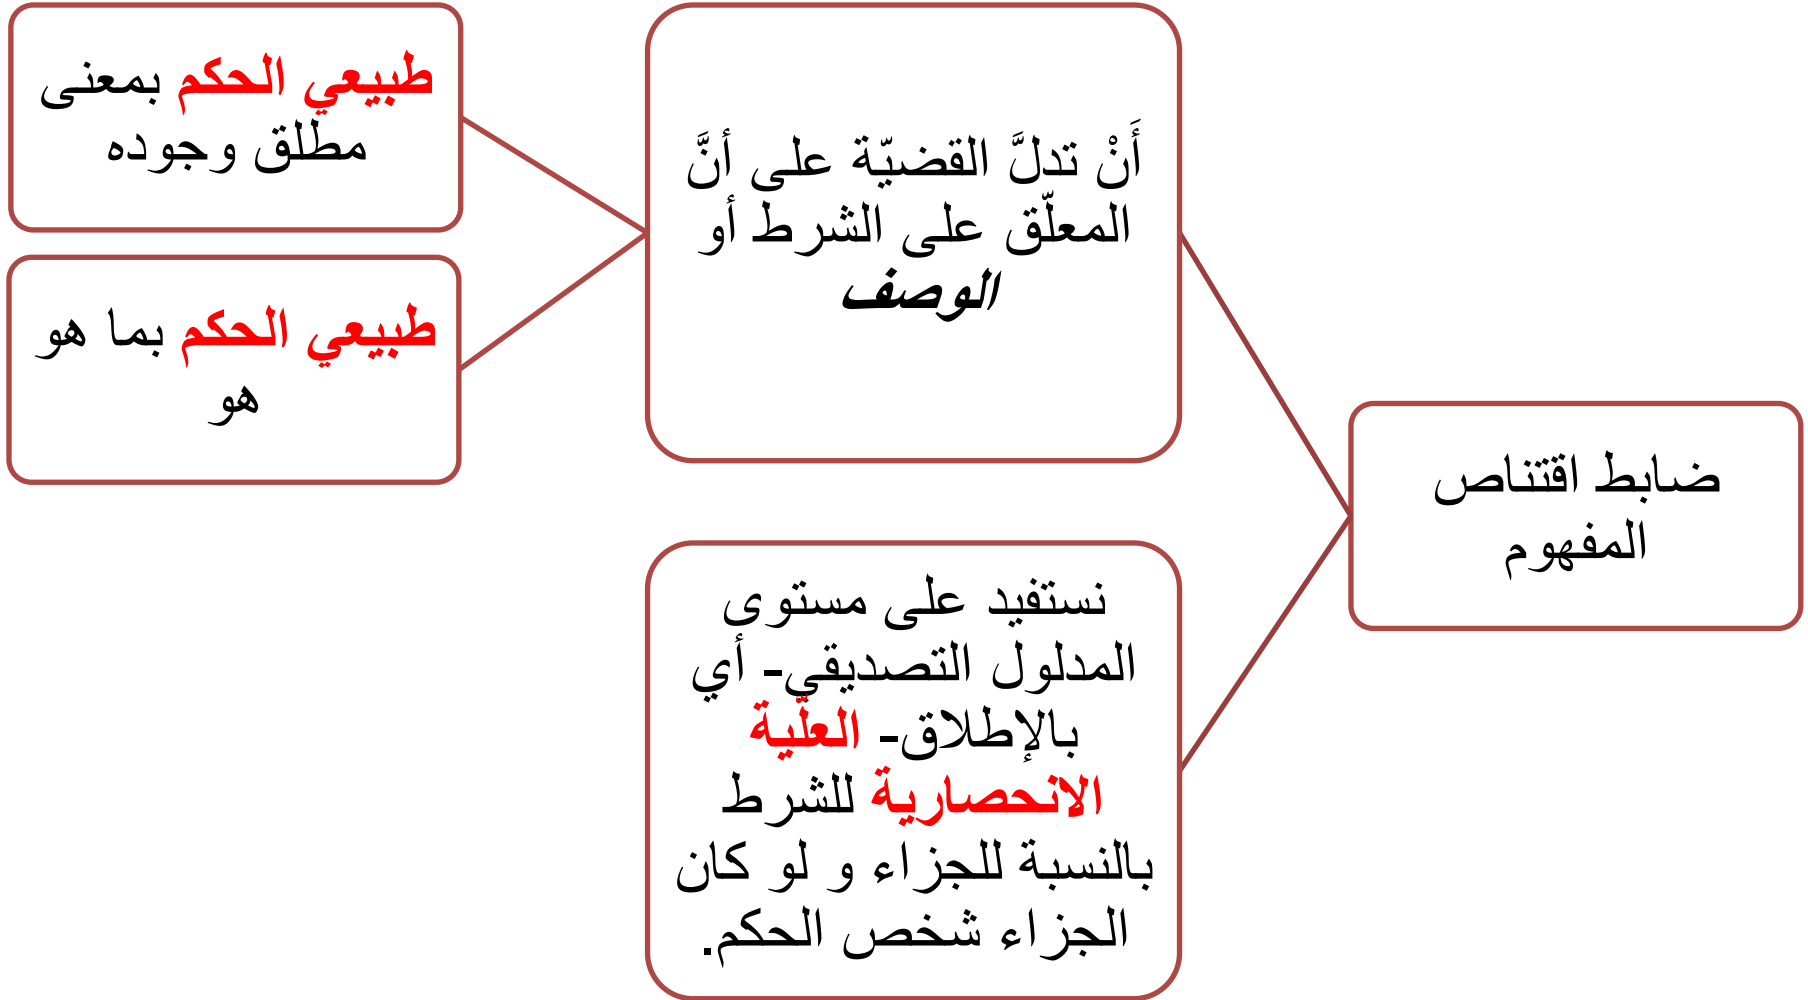 ضابط اقتناص
المفهوم
أَنْ تدلَّ القضيّة على أنَّ
المعلّق على الشرط أو
الوصف
طبيعي الحكم بمعنى
مطلق وجوده
طبيعي الحكم بما هو
هو
نستفيد على مستوى
المدلول التصديقي- أي
بالإطلاق- العلّية
الانحصارية للشرط
بالنسبة للجزاء و لو كان
الجزاء شخص الحكم.